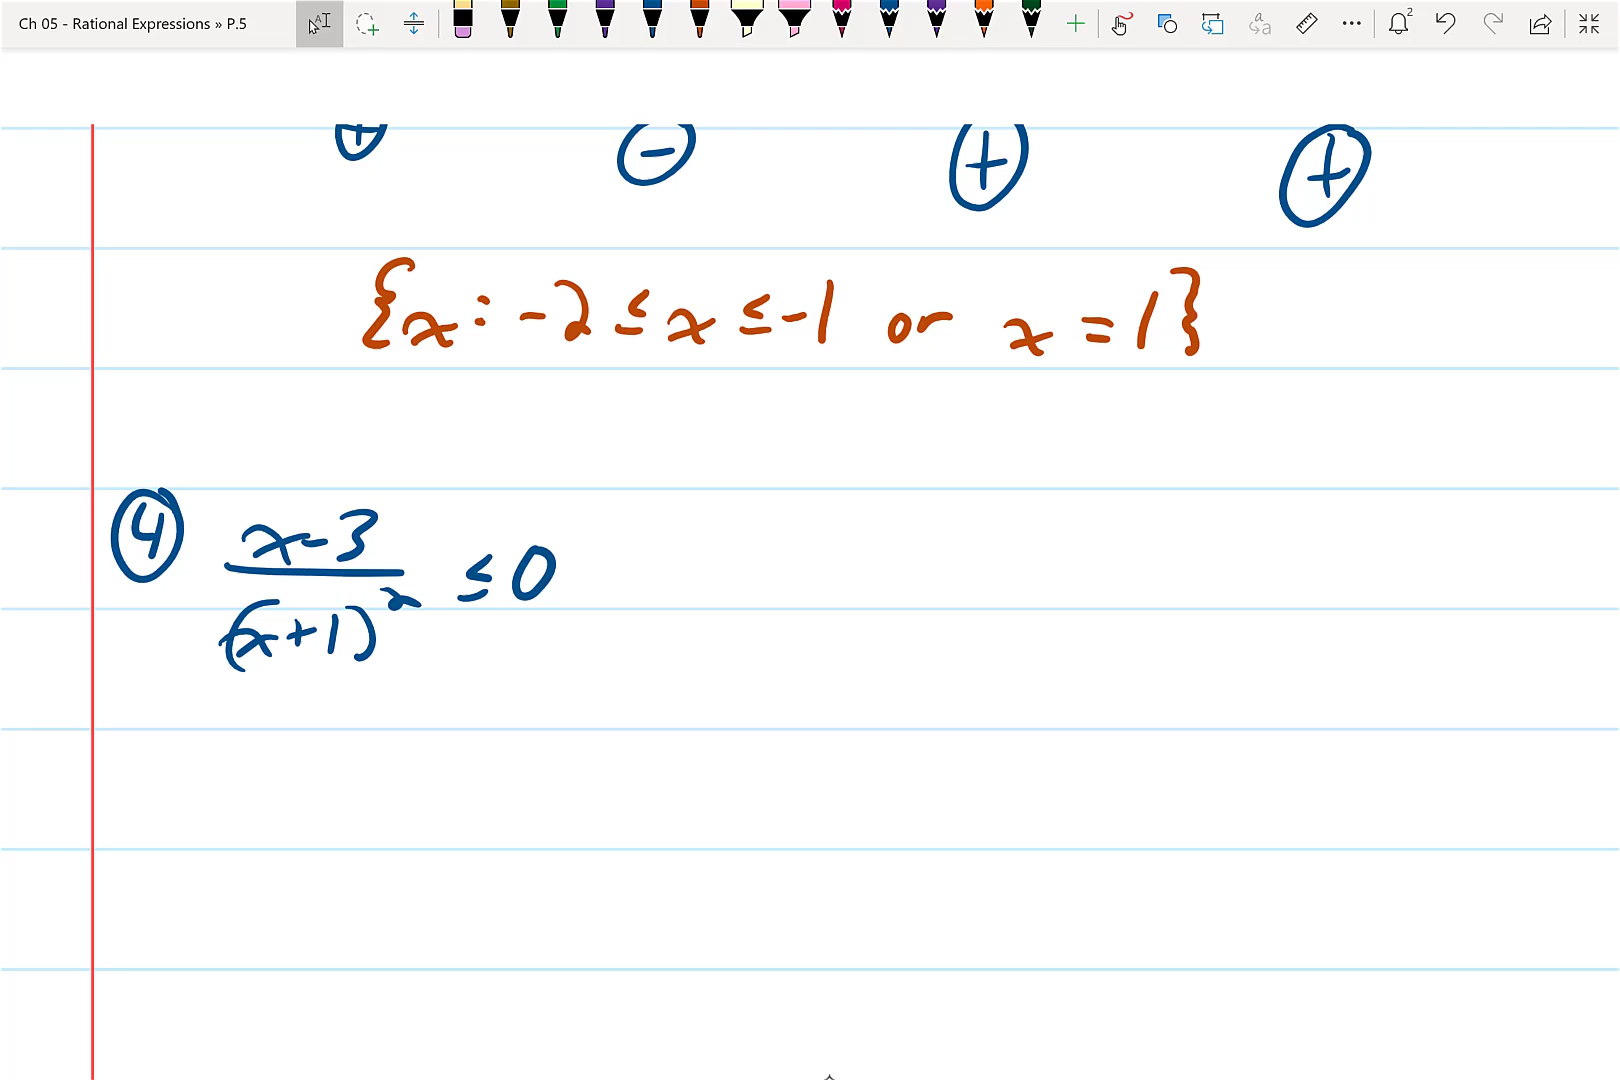 Ch 05 - Rational Expressions » P.5
+ - + +
{x : -2 ≤ x ≤ -1 or x = 1}
④ x-3
≤ 0
(x+1)²